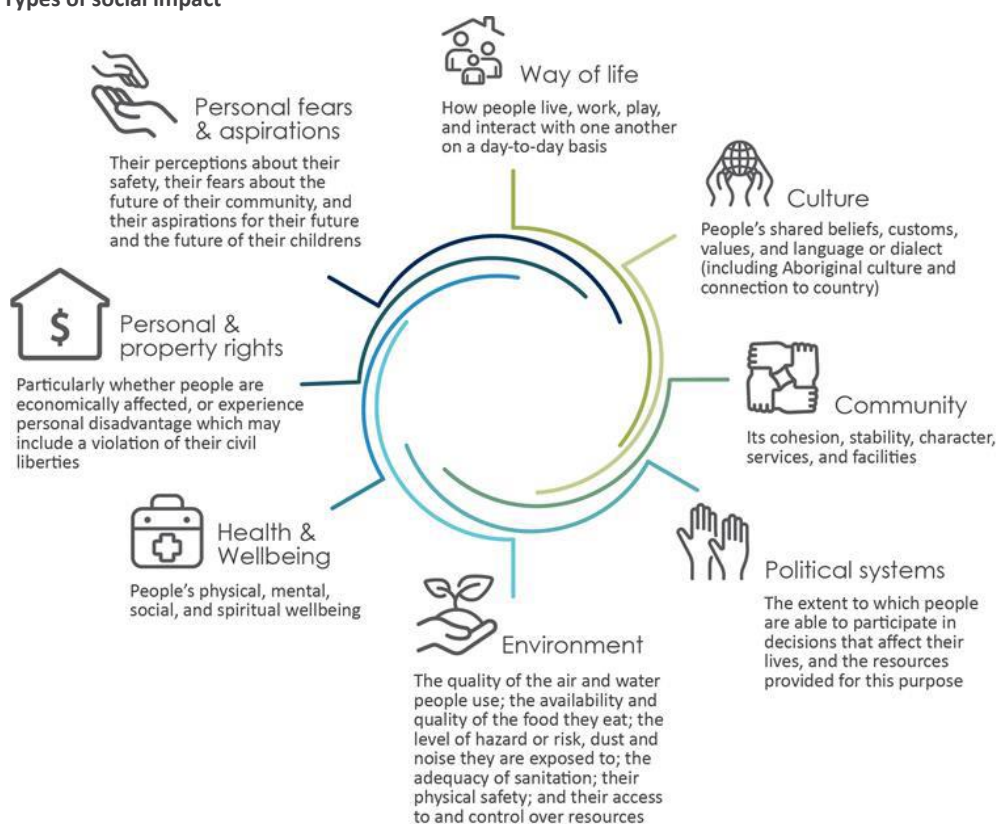 Types of social impact
Way of life
How people live, work, play,
and interact with one another
on a day-to-day basis
Culture
People's shared beliefs, customs,
values, and language or dialect
(including Aboriginal culture and
connection to country)
Community
Its cohesion, stability, character,
services, and facilities
Political systems
The extent to which people
are able to participate in
decisions that affect their
lives, and the resources
provided for this purpose
Environment
The quality of the air and water
people use; the availability and
quality of the food they eat; the
level of hazard or risk, dust and
noise they are exposed to; the
adequacy of sanitation; their
physical safety; and their access
to and control over resources
Health &
Wellbeing
People's physical, mental,
social, and spiritual wellbeing
$
Personal &
property rights
Particularly whether people are
economically affected, or experience
personal disadvantage which may
include a violation of their civil
liberties
Personal fears
& aspirations
Their perceptions about their
safety, their fears about the
future of their community, and
their aspirations for their future
and the future of their childrens